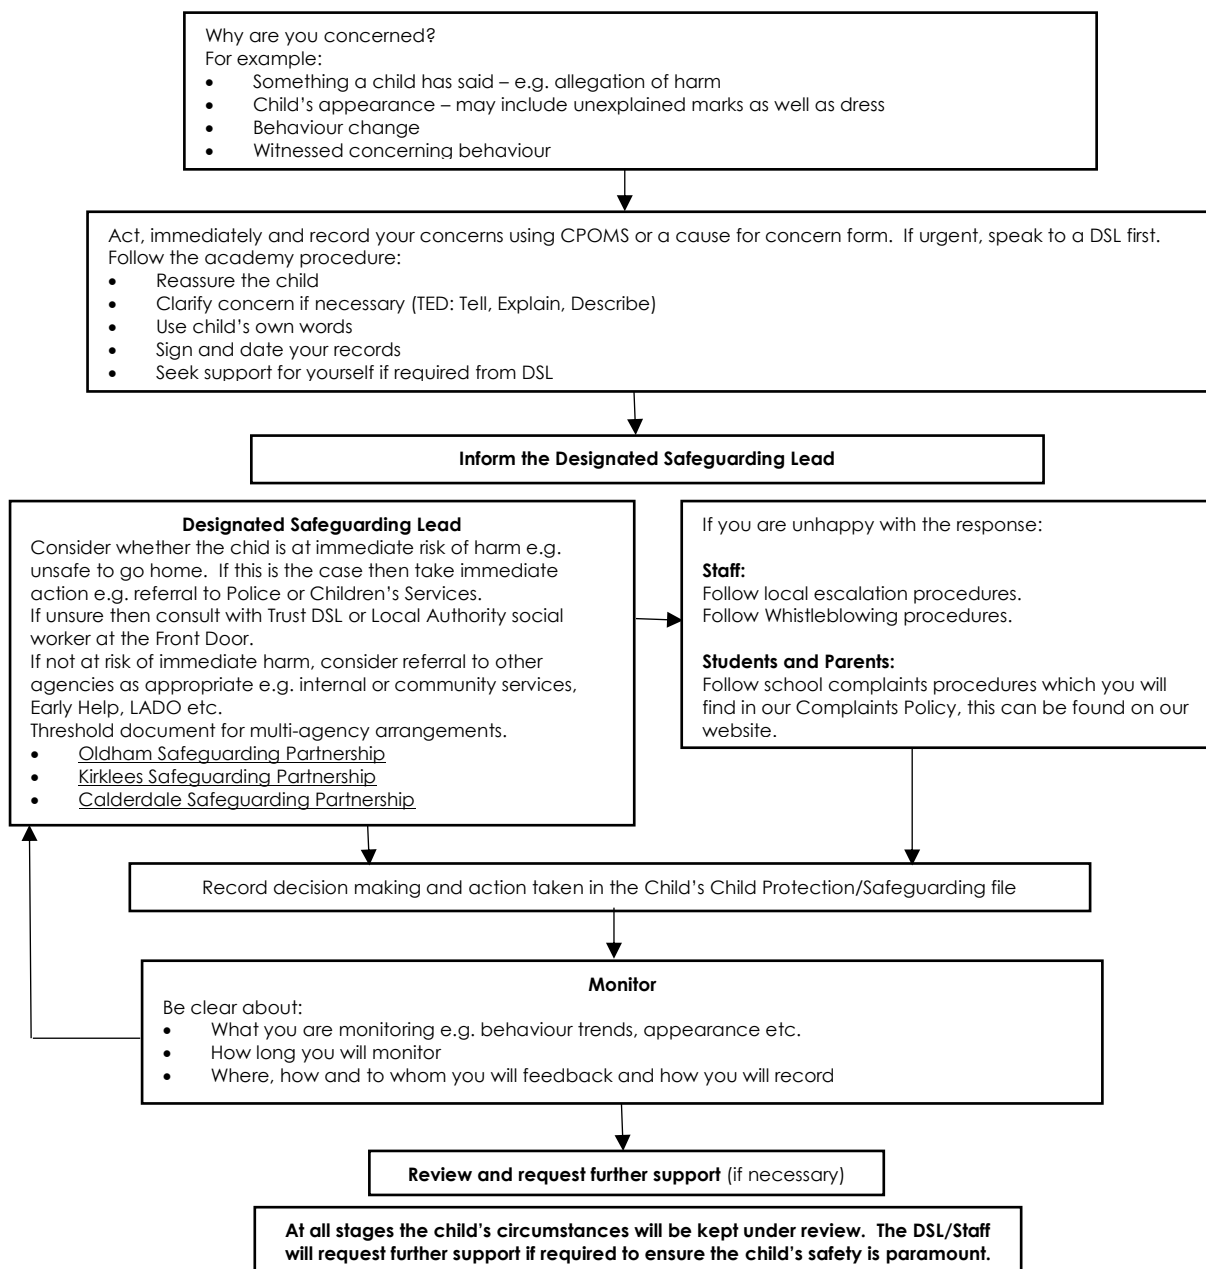 Why are you concerned?
For example:
• Something a child has said – e.g. allegation of harm
• Child's appearance – may include unexplained marks as well as dress
• Behaviour change
• Witnessed concerning behaviour
Act, immediately and record your concerns using CPOMS or a cause for concern form. If urgent, speak to a DSL first.
Follow the academy procedure:
• Reassure the child
• Clarify concern if necessary (TED: Tell, Explain, Describe)
• Use child's own words
• Sign and date your records
• Seek support for yourself if required from DSL
Inform the Designated Safeguarding Lead
Designated Safeguarding Lead
Consider whether the chid is at immediate risk of harm e.g.
unsafe to go home. If this is the case then take immediate
action e.g. referral to Police or Children's Services.
If unsure then consult with Trust DSL or Local Authority social
worker at the Front Door.
If not at risk of immediate harm, consider referral to other
agencies as appropriate e.g. internal or community services,
Early Help, LADO etc.
Threshold document for multi-agency arrangements.
• Oldham Safeguarding Partnership
• Kirklees Safeguarding Partnership
• Calderdale Safeguarding Partnership
If you are unhappy with the response:
Staff:
Follow local escalation procedures.
Follow Whistleblowing procedures.
Students and Parents:
Follow school complaints procedures which you will
find in our Complaints Policy, this can be found on our
website.
Record decision making and action taken in the Child's Child Protection/Safeguarding file
Monitor
Be clear about:
• What you are monitoring e.g. behaviour trends, appearance etc.
• How long you will monitor
• Where, how and to whom you will feedback and how you will record
Review and request further support (if necessary)
At all stages the child's circumstances will be kept under review. The DSL/Staff
will request further support if required to ensure the child's safety is paramount.